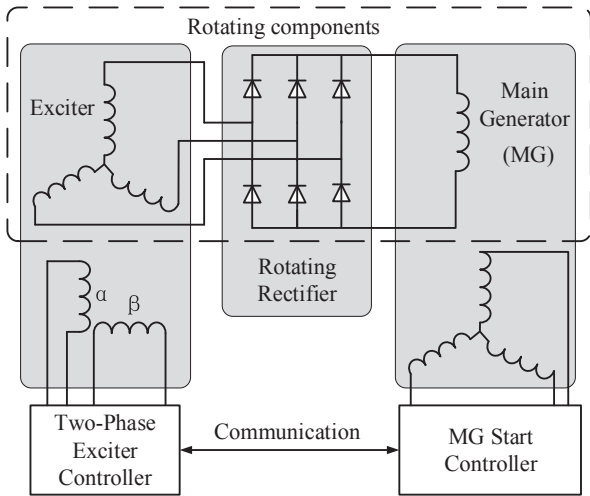 Rotating components
Exciter
Main
Generator
(MG)
Rotating
Rectifier
α
β
Two-Phase
Exciter
Controller
Communication
MG Start
Controller